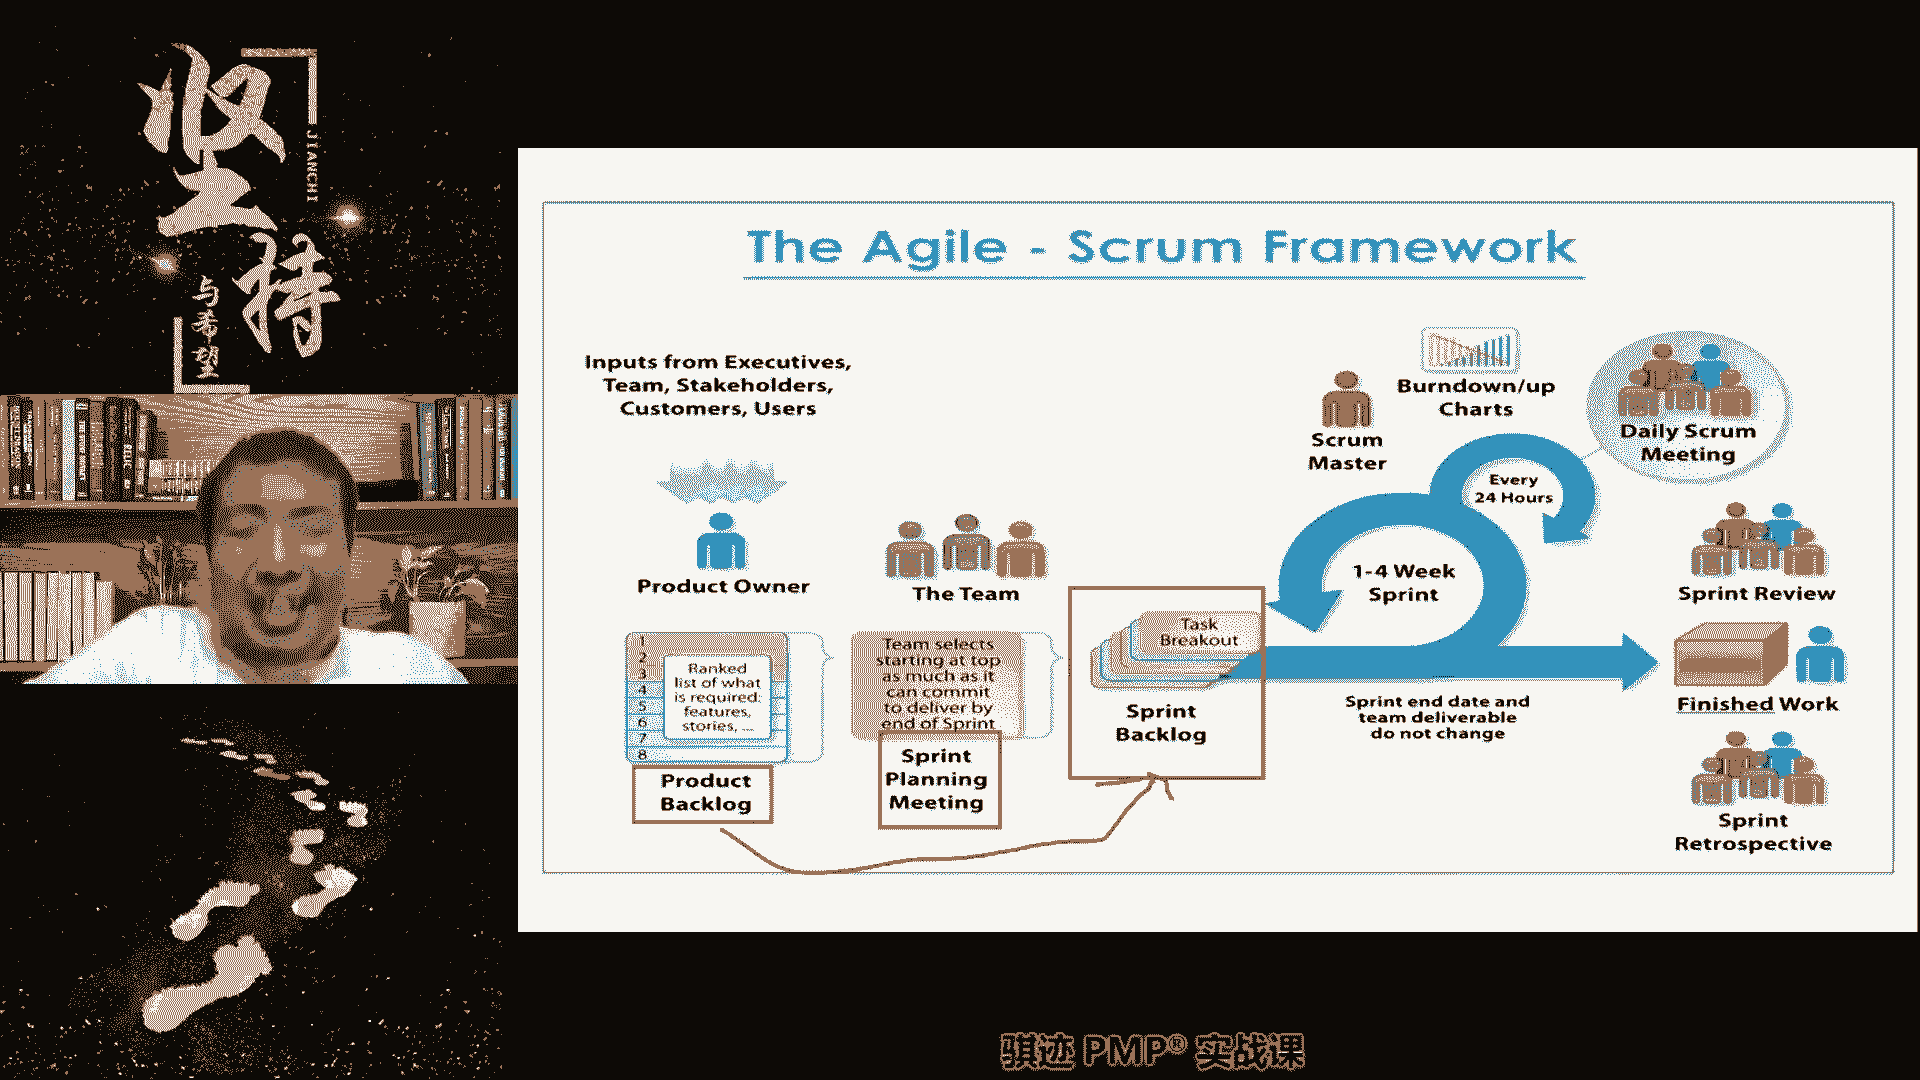 坚持
JIANCHI
与希望
The Agile - Scrum Framework
Inputs from Executives,
Team, Stakeholders,
Customers, Users
Product Owner
The Team
1
2
3
4
5
6
7
8
Ranked
list of what
is required:
features,
stories, ...
Product
Backlog
Team selects
starting at top
as much as it
can commit
to deliver by
end of Sprint
Sprint
Planning
Meeting
Task
Breakout
Sprint
Backlog
Scrum
Master
Burndown/up
Charts
Every
24 Hours
Daily Scrum
Meeting
1-4 Week
Sprint
Sprint end date and
team deliverable
do not change
Sprint Review
Finished Work
Sprint
Retrospective
骐迹 PMP® 实战课